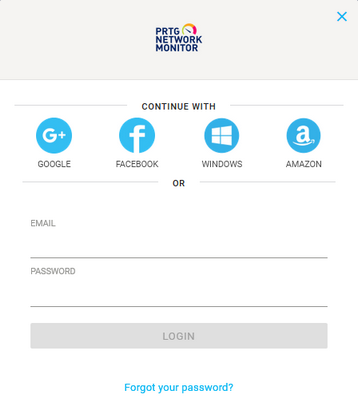 PRTG
NETWORK
MONITOR
CONTINUE WITH
G+
GOOGLE
FACEBOOK
WINDOWS
AMAZON
OR
EMAIL
PASSWORD
LOGIN
Forgot your password?